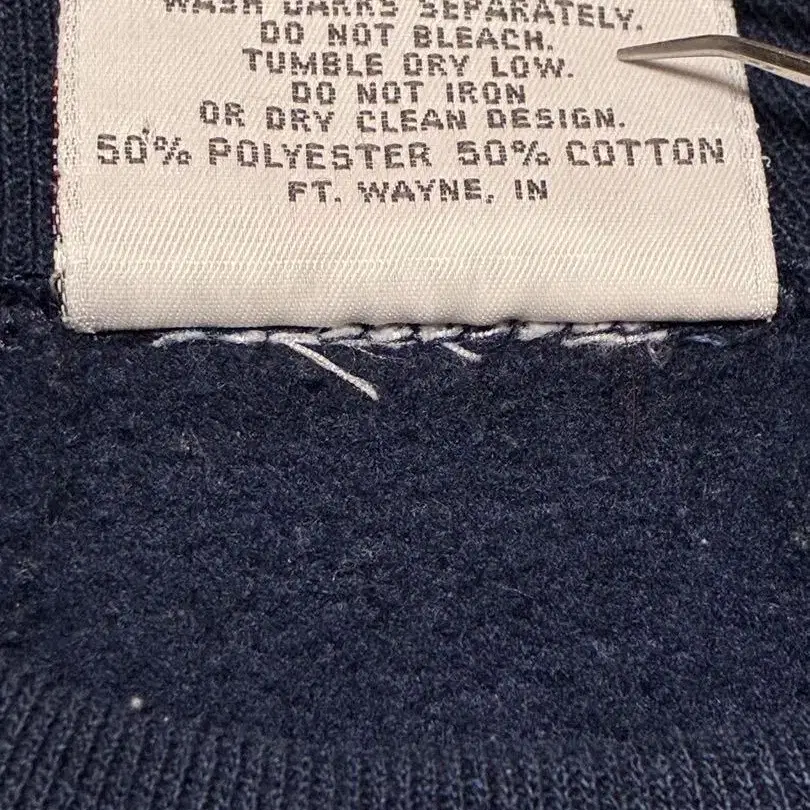 WASH DARKS SEPARATELY.
DO NOT BLEACH.
TUMBLE DRY LOW.
DO NOT IRON
OR DRY CLEAN DESIGN.
50% POLYESTER 50% COTTON
FT. WAYNE, IN